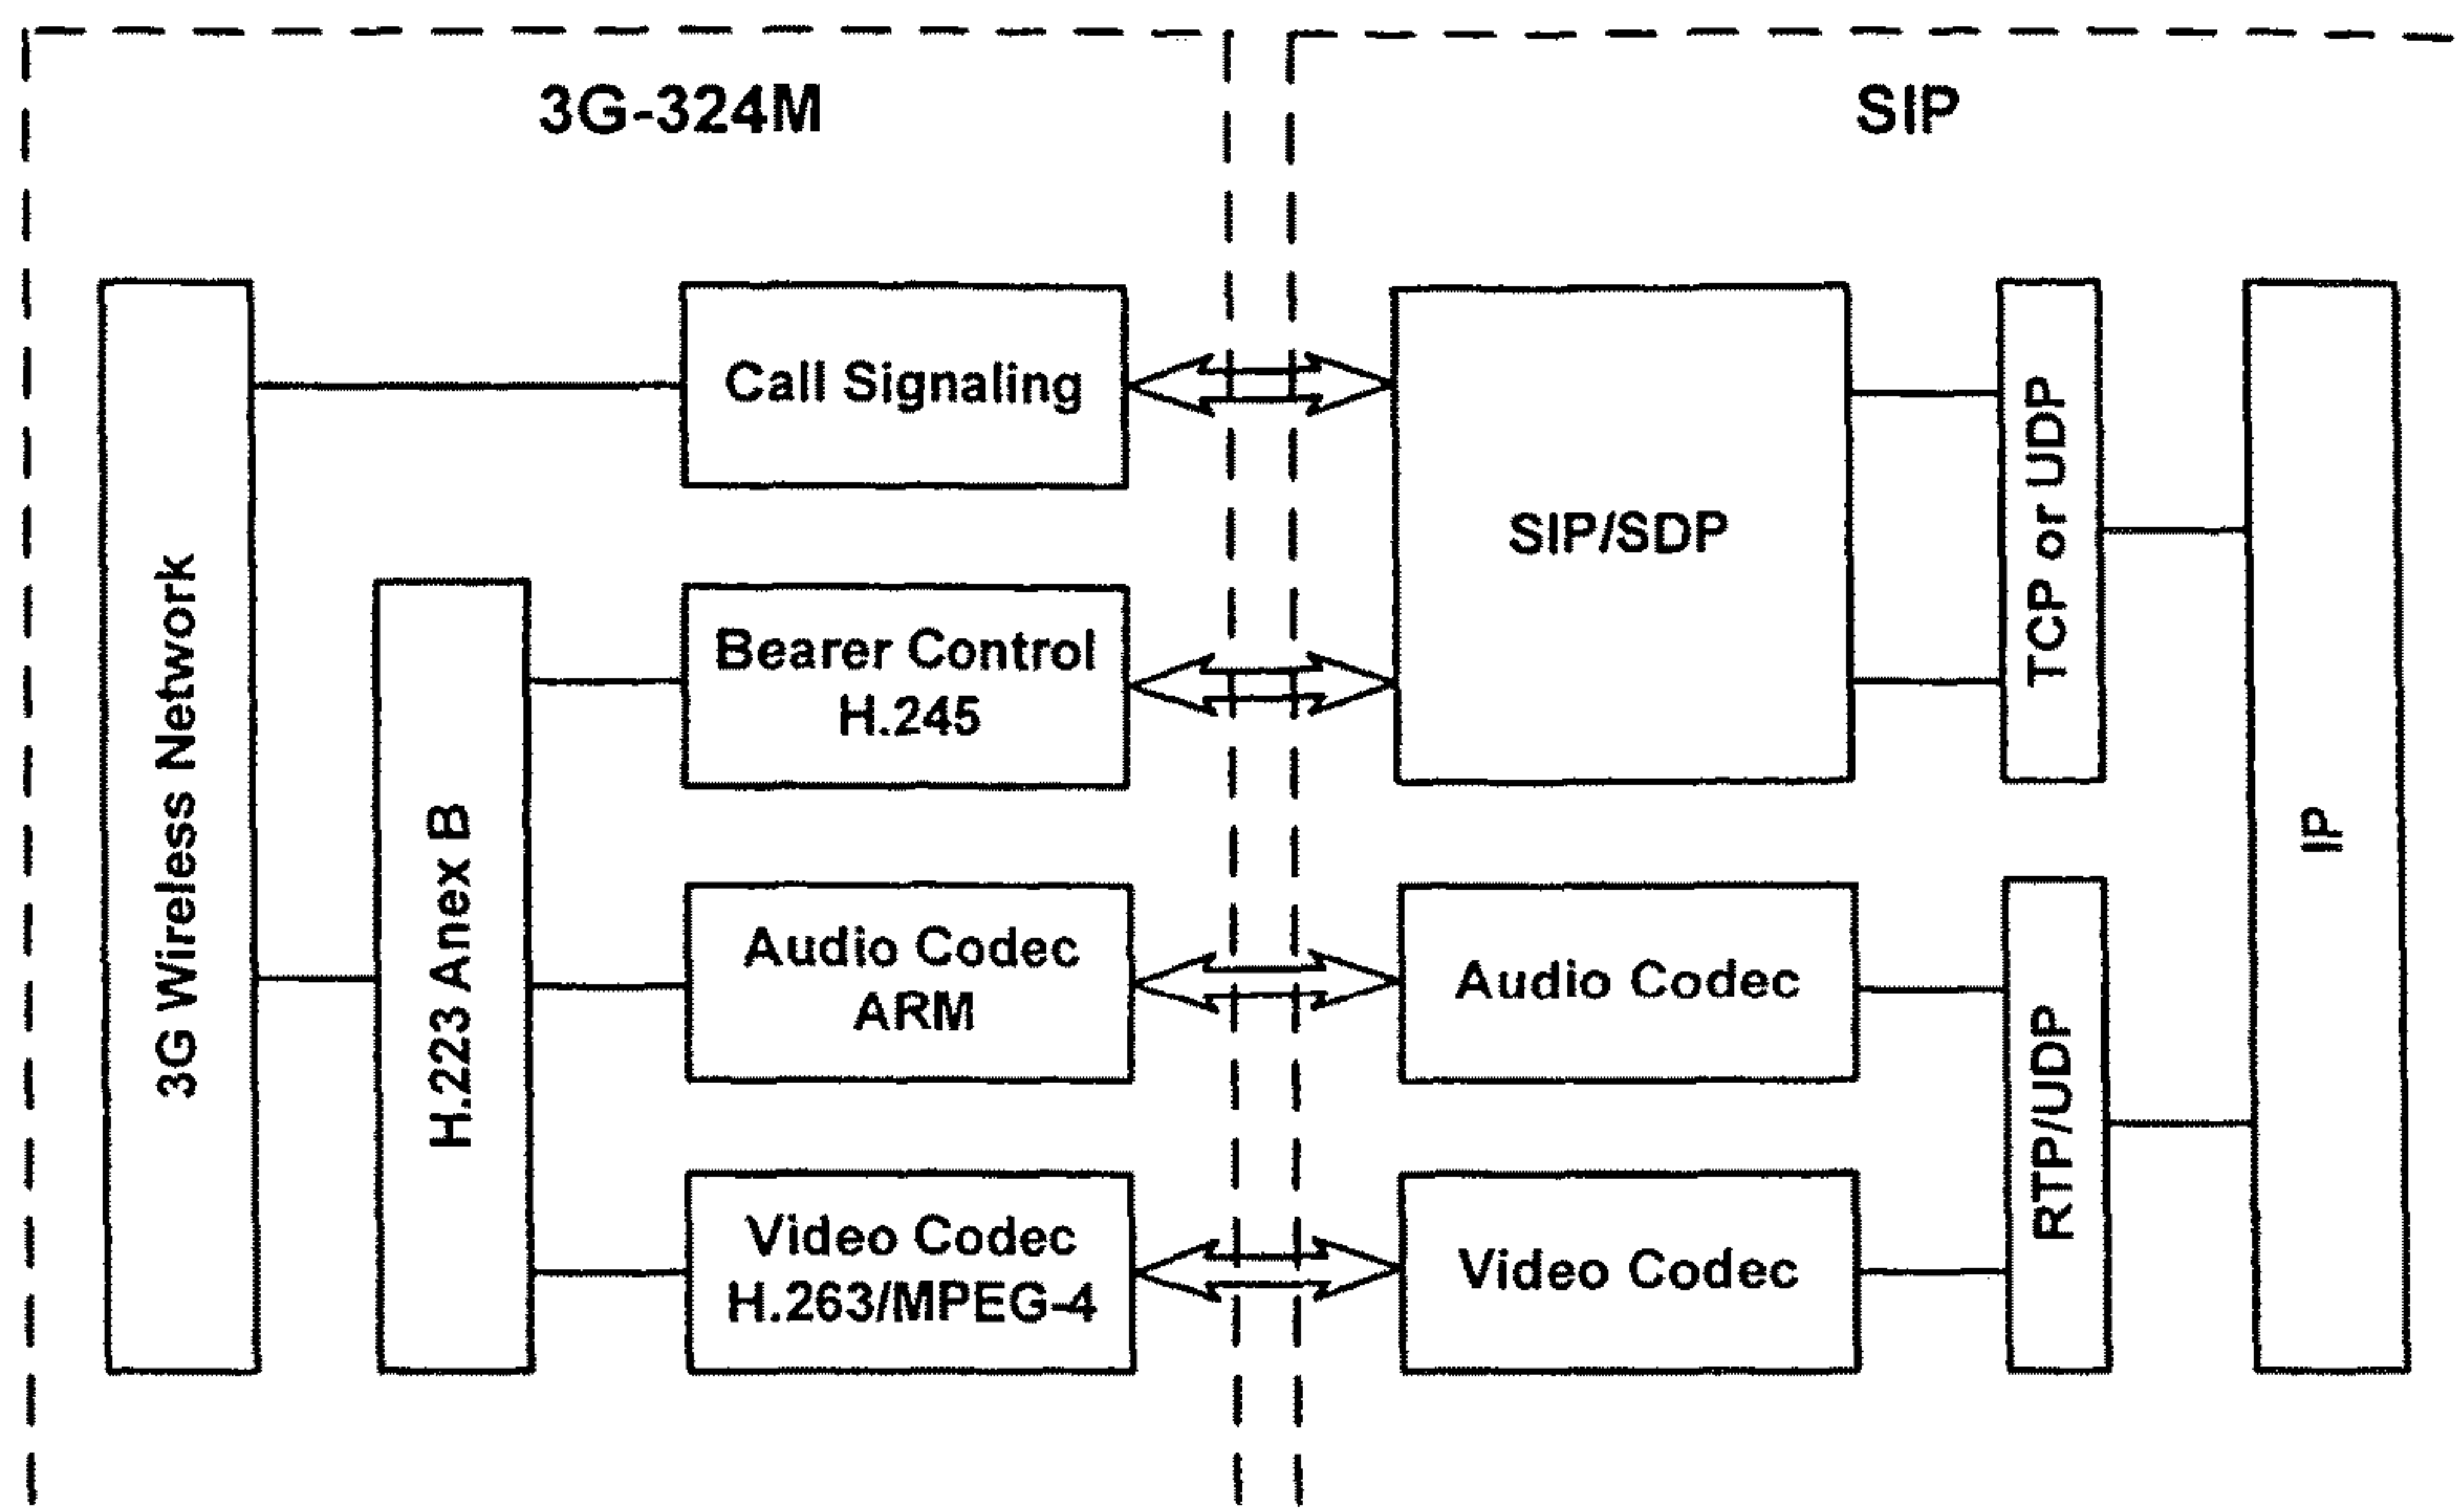 3G-324M
SIP
3G Wireless Network
H.223 Anex B
Call Signaling
Bearer Control
H.245
Audio Codec
ARM
Video Codec
H.263/MPEG-4
SIP/SDP
Audio Codec
Video Codec
TCP or UDP
RTP/UDP
IP